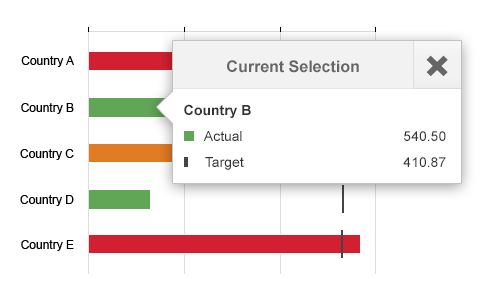 Country A
Current Selection
Country B
Country B
Actual 540.50
Target 410.87
Country C
Country D
Country E